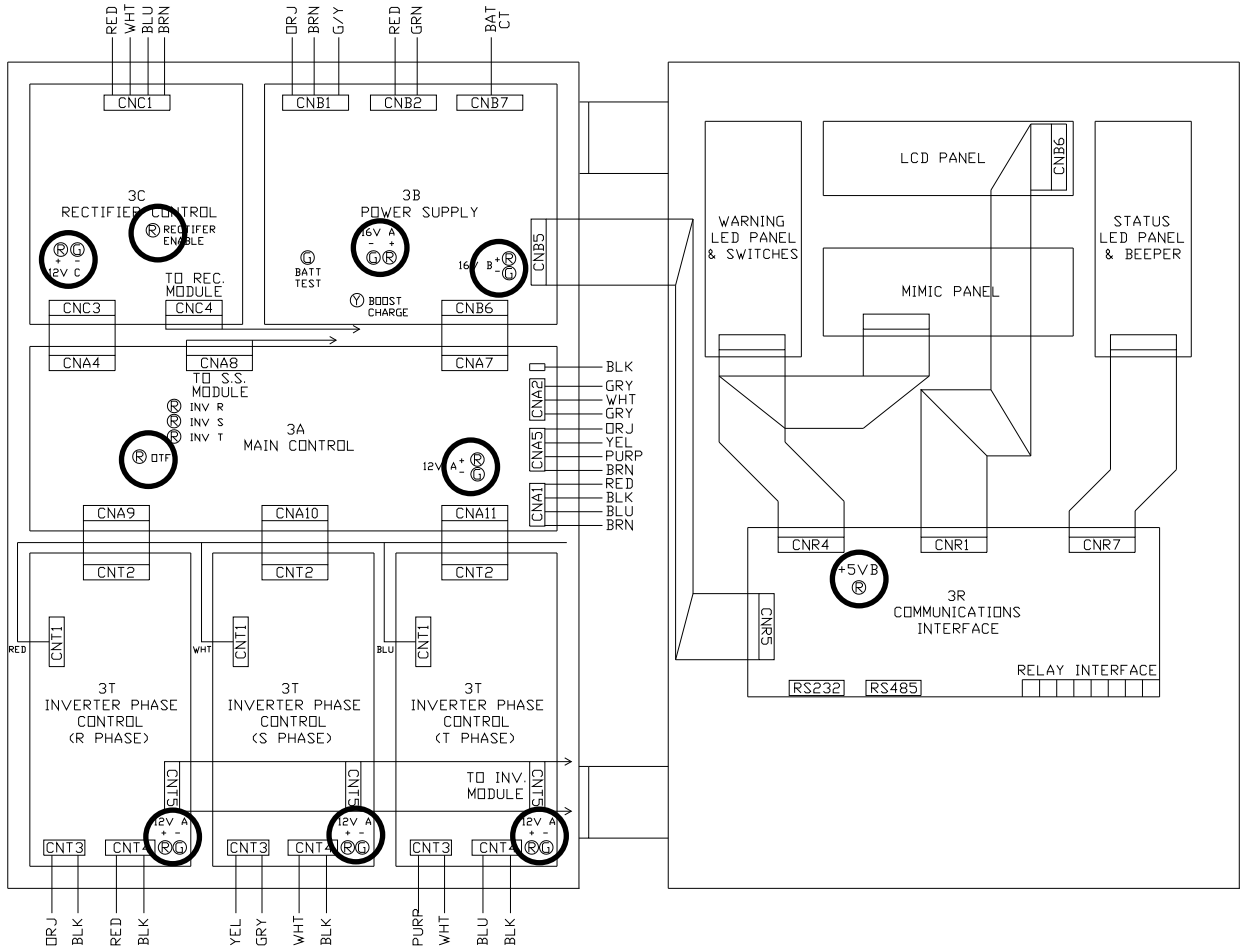 RED
WHT
BLU
BRN
ORJ
BRN
G/Y
RED
GRN
BAT
CT
CNC1
CNB1
CNB2
CNB7
3C
RECTIFIER CONTROL
R RECTIFER
ENABLE
R G
+
12V C
TO REC.
MODULE
CNC3
CNC4
3B
POWER SUPPLY
16V A
- +
G R
G
BATT
TEST
Y BOOST
CHARGE
16V B + R
- G
CNB5
CNB6
CNA4
CNA8
CNA7
TO S.S.
MODULE
R INV R
R INV S
R INV T
R OTF
3A
MAIN CONTROL
12V A + R
- G
CNA2
CNA5
CNA1
BLK
GRY
WHT
GRY
ORJ
YEL
PURP
BRN
RED
BLK
BLU
BRN
CNA9
CNA10
CNA11
CNT2
CNT2
CNT2
RED
CNT1
WHT
CNT1
BLU
CNT1
3T
INVERTER PHASE
CONTROL
(R PHASE)
3T
INVERTER PHASE
CONTROL
(S PHASE)
3T
INVERTER PHASE
CONTROL
(T PHASE)
TO INV.
MODULE
CNT5
CNT5
CNT5
12V A
+ -
R G
12V A
+ -
R G
12V A
+ -
R G
CNT3
CNT4
CNT3
CNT4
CNT3
CNT4
ORJ
BLK
RED
BLK
YEL
GRY
WHT
BLK
PURP
WHT
BLU
BLK
WARNING
LED PANEL
& SWITCHES
LCD PANEL
CNB6
MIMIC PANEL
STATUS
LED PANEL
& BEEPER
CNR4
CNR1
CNR7
+5VB
R
3R
COMMUNICATIONS
INTERFACE
CNR5
RS232
RS485
RELAY INTERFACE